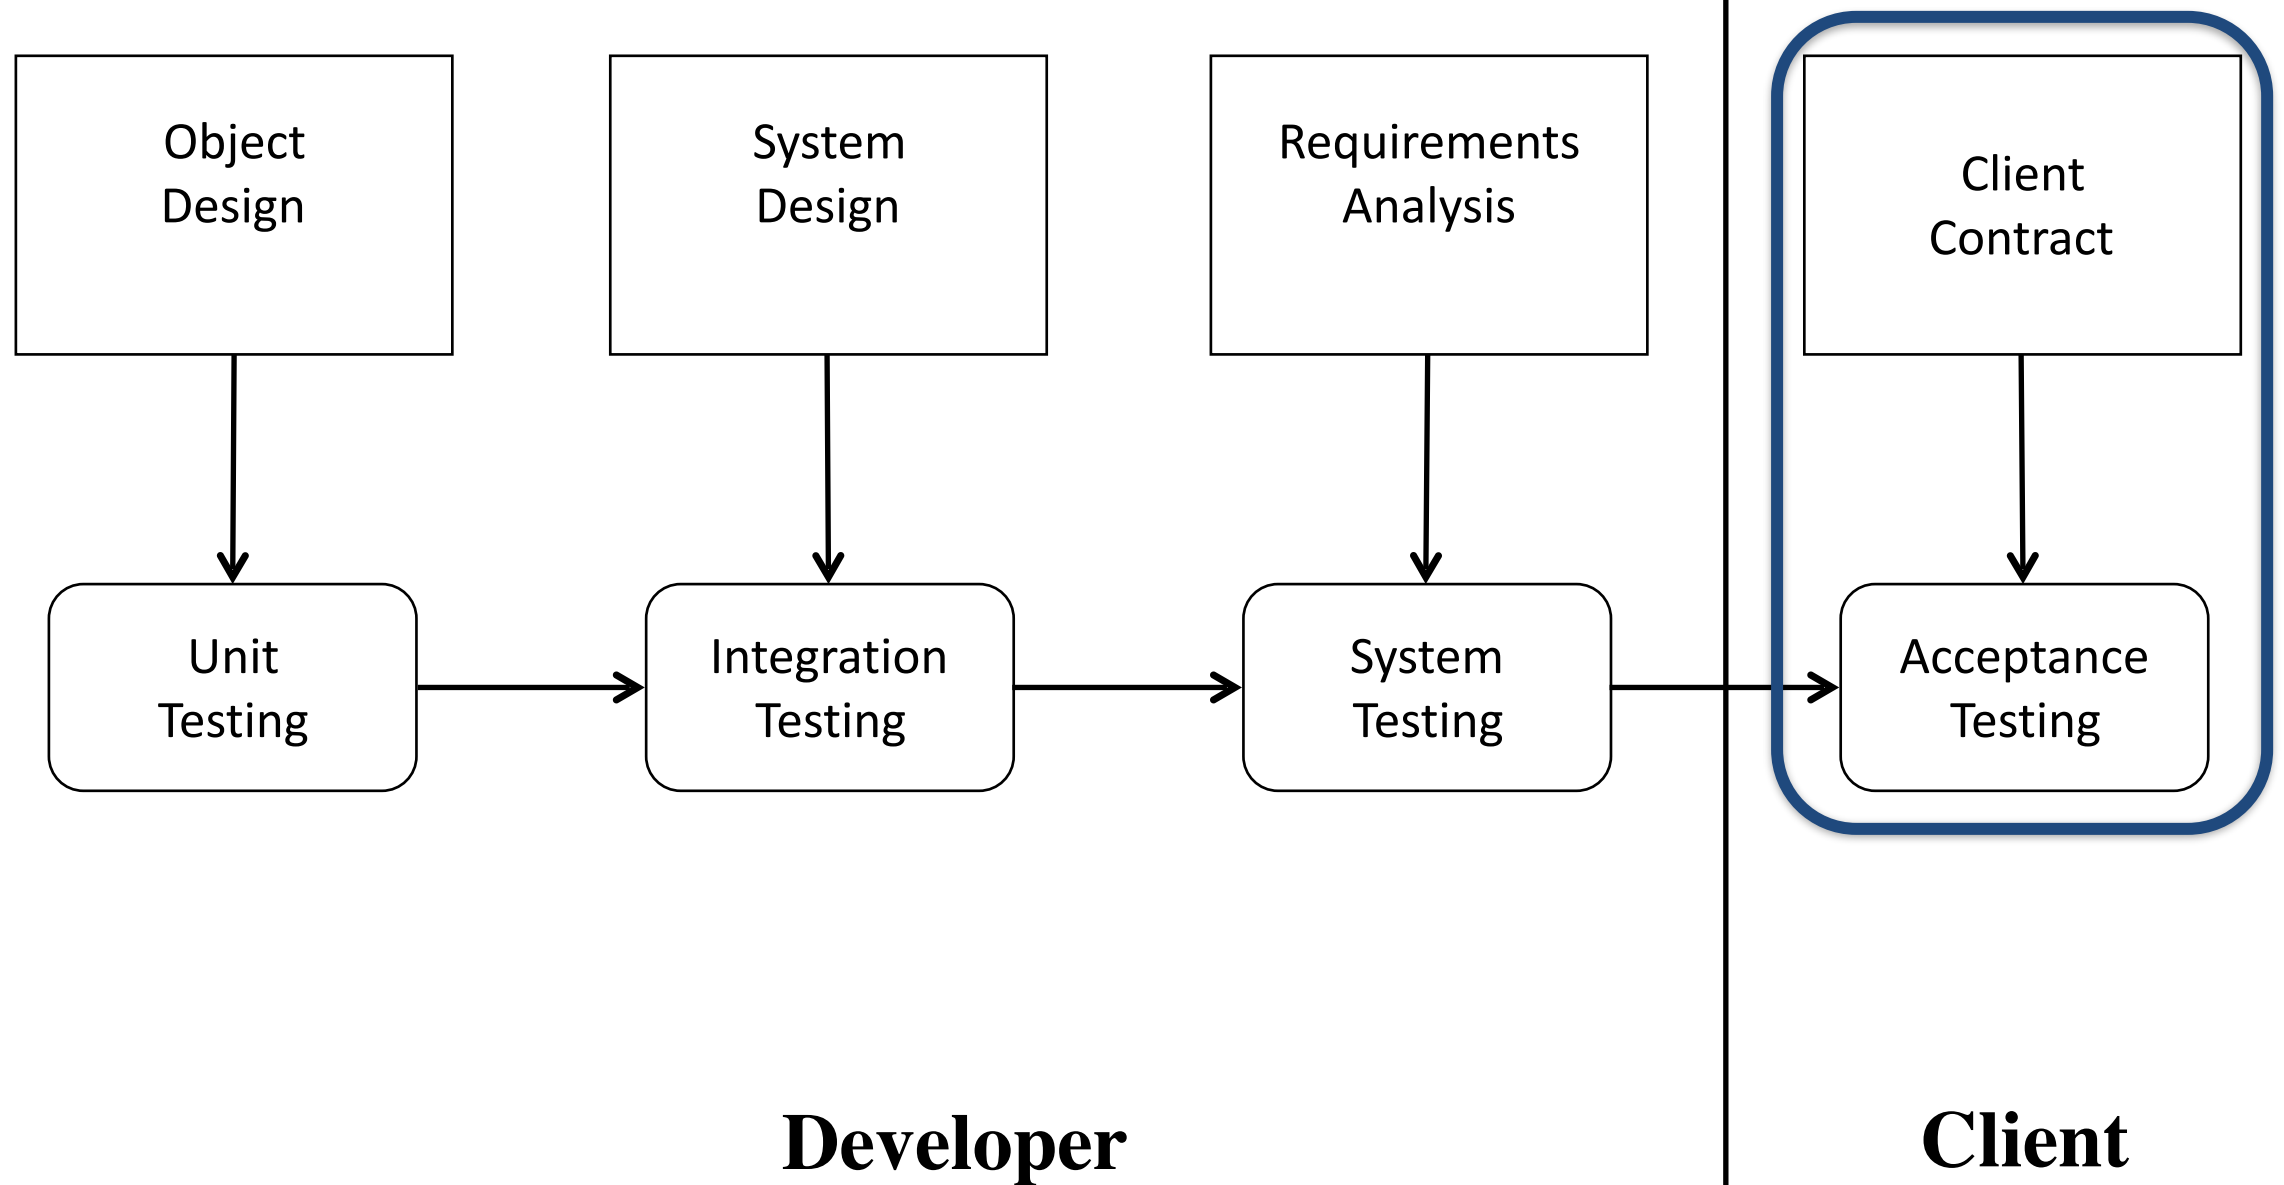 Object
Design
System
Design
Requirements
Analysis
Client
Contract
Unit
Testing
Integration
Testing
System
Testing
Acceptance
Testing
Developer
Client